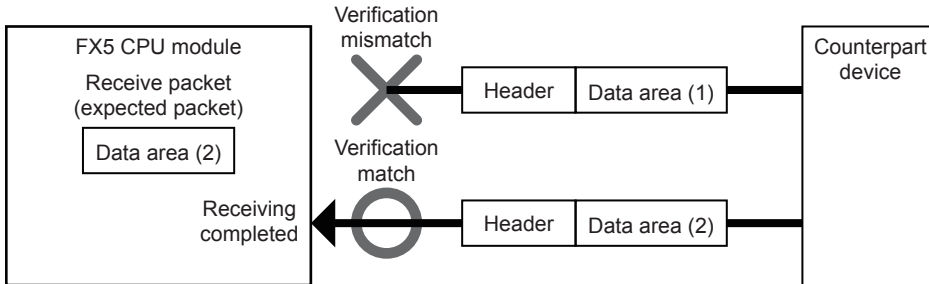 FX5 CPU module
Receive packet
(expected packet)
Data area (2)
Receiving
completed
Verification
mismatch
Header
Data area (1)
Verification
match
Header
Data area (2)
Counterpart
device